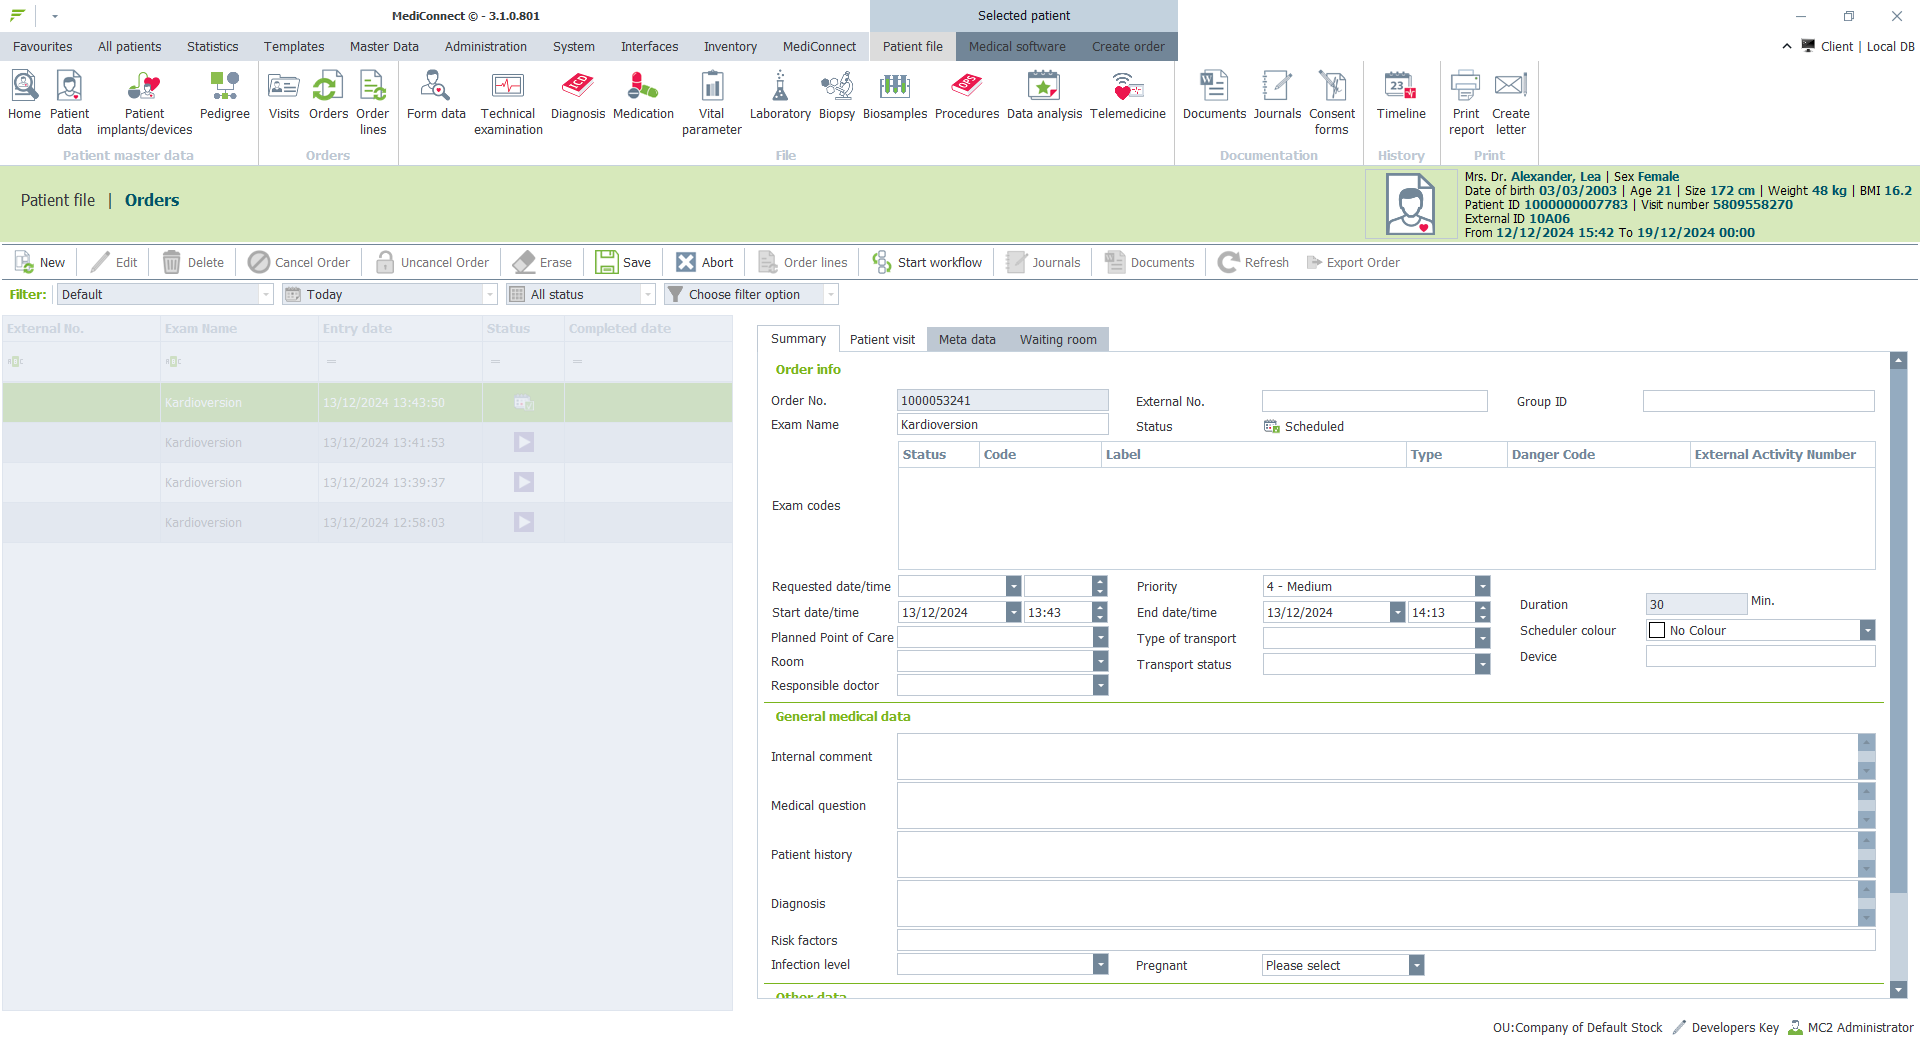 MediConnect © - 3.1.0.801
Selected patient
Favourites All patients Statistics Templates Master Data Administration System Interfaces Inventory MediConnect Patient file Medical software Create order
Client | Local DB
Home
Patient data
Patient implants/devices
Pedigree
Visits
Orders
Order lines
Form data
Technical examination
Diagnosis
Medication
Vital parameter
Laboratory
Biopsy
Biosamples
Procedures
Data analysis
Telemedicine
Documents
Journals
Consent forms
Timeline
Print report
Create letter
Patient master data Orders File Documentation History Print
Patient file | Orders
Mrs. Dr. Alexander, Lea | Sex Female
Date of birth 03/03/2003 | Age 21 | Size 172 cm | Weight 48 kg | BMI 16.2
Patient ID 1000000007783 | Visit number 5809558270
External ID 10A06
From 12/12/2024 15:42 To 19/12/2024 00:00
New Edit Delete Cancel Order Uncancel Order Erase Save Abort Order lines Start workflow Journals Documents Refresh Export Order
Filter: Default Today All status Choose filter option
External No. Exam Name Entry date Status Completed date
Kardioversion 13/12/2024 13:43:50
Kardioversion 13/12/2024 13:41:53
Kardioversion 13/12/2024 13:39:37
Kardioversion 13/12/2024 12:58:03
Summary Patient visit Meta data Waiting room
Order info
Order No. 1000053241 External No. Group ID
Exam Name Kardioversion Status Scheduled
Status Code Label Type Danger Code External Activity Number
Exam codes
Requested date/time Priority 4 - Medium
Start date/time 13/12/2024 13:43 End date/time 13/12/2024 14:13
Duration 30 Min.
Planned Point of Care Type of transport Scheduler colour No Colour
Room Transport status Device
Responsible doctor
General medical data
Internal comment
Medical question
Patient history
Diagnosis
Risk factors
Infection level Pregnant Please select
Other data
OU:Company of Default Stock Developers Key MC2 Administrator